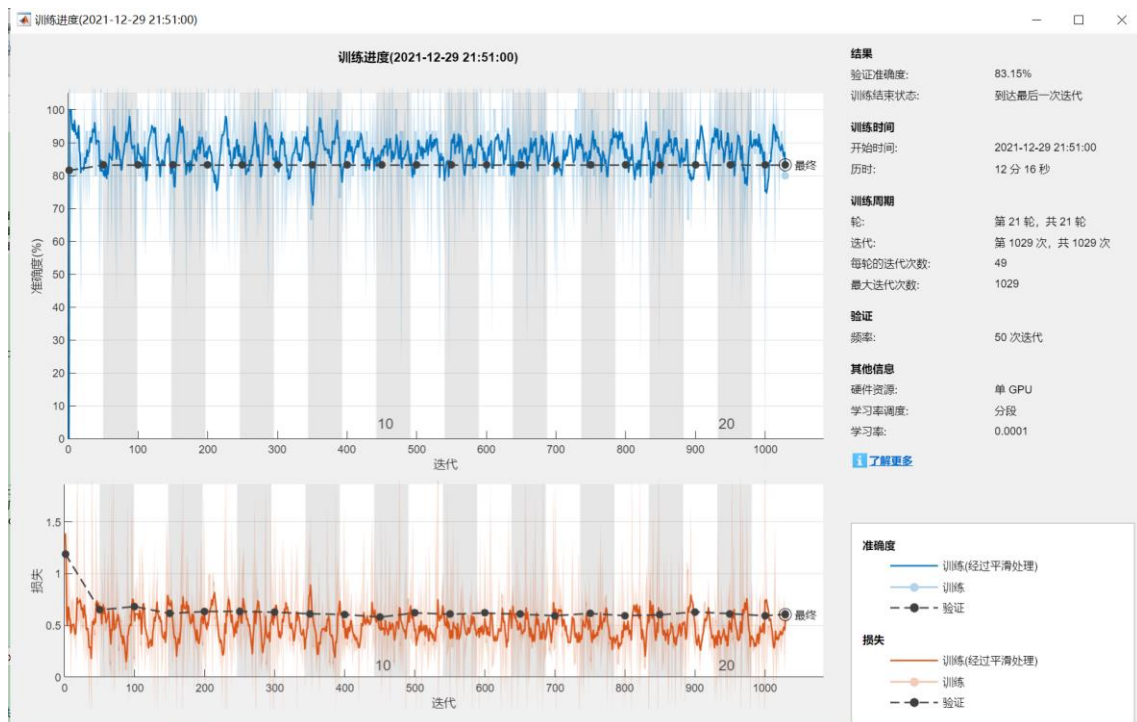 训练进度(2021-12-29 21:51:00)
训练进度(2021-12-29 21:51:00)
准确度(%)
100
90
80
70
60
50
40
30
20
10
0
最终
10
20
0 100 200 300 400 500 600 700 800 900 1000
迭代
损失
1.5
1
0.5
0
最终
10
20
0 100 200 300 400 500 600 700 800 900 1000
迭代
结果
验证准确度: 83.15%
训练结束状态: 到达最后一次迭代
训练时间
开始时间: 2021-12-29 21:51:00
历时: 12 分 16 秒
训练周期
轮: 第 21 轮，共 21 轮
迭代: 第 1029 次，共 1029 次
每轮的迭代次数: 49
最大迭代次数: 1029
验证
频率: 50 次迭代
其他信息
硬件资源: 单 GPU
学习率调度: 分段
学习率: 0.0001
了解更多
准确度
训练(经过平滑处理)
训练
验证
损失
训练(经过平滑处理)
训练
验证